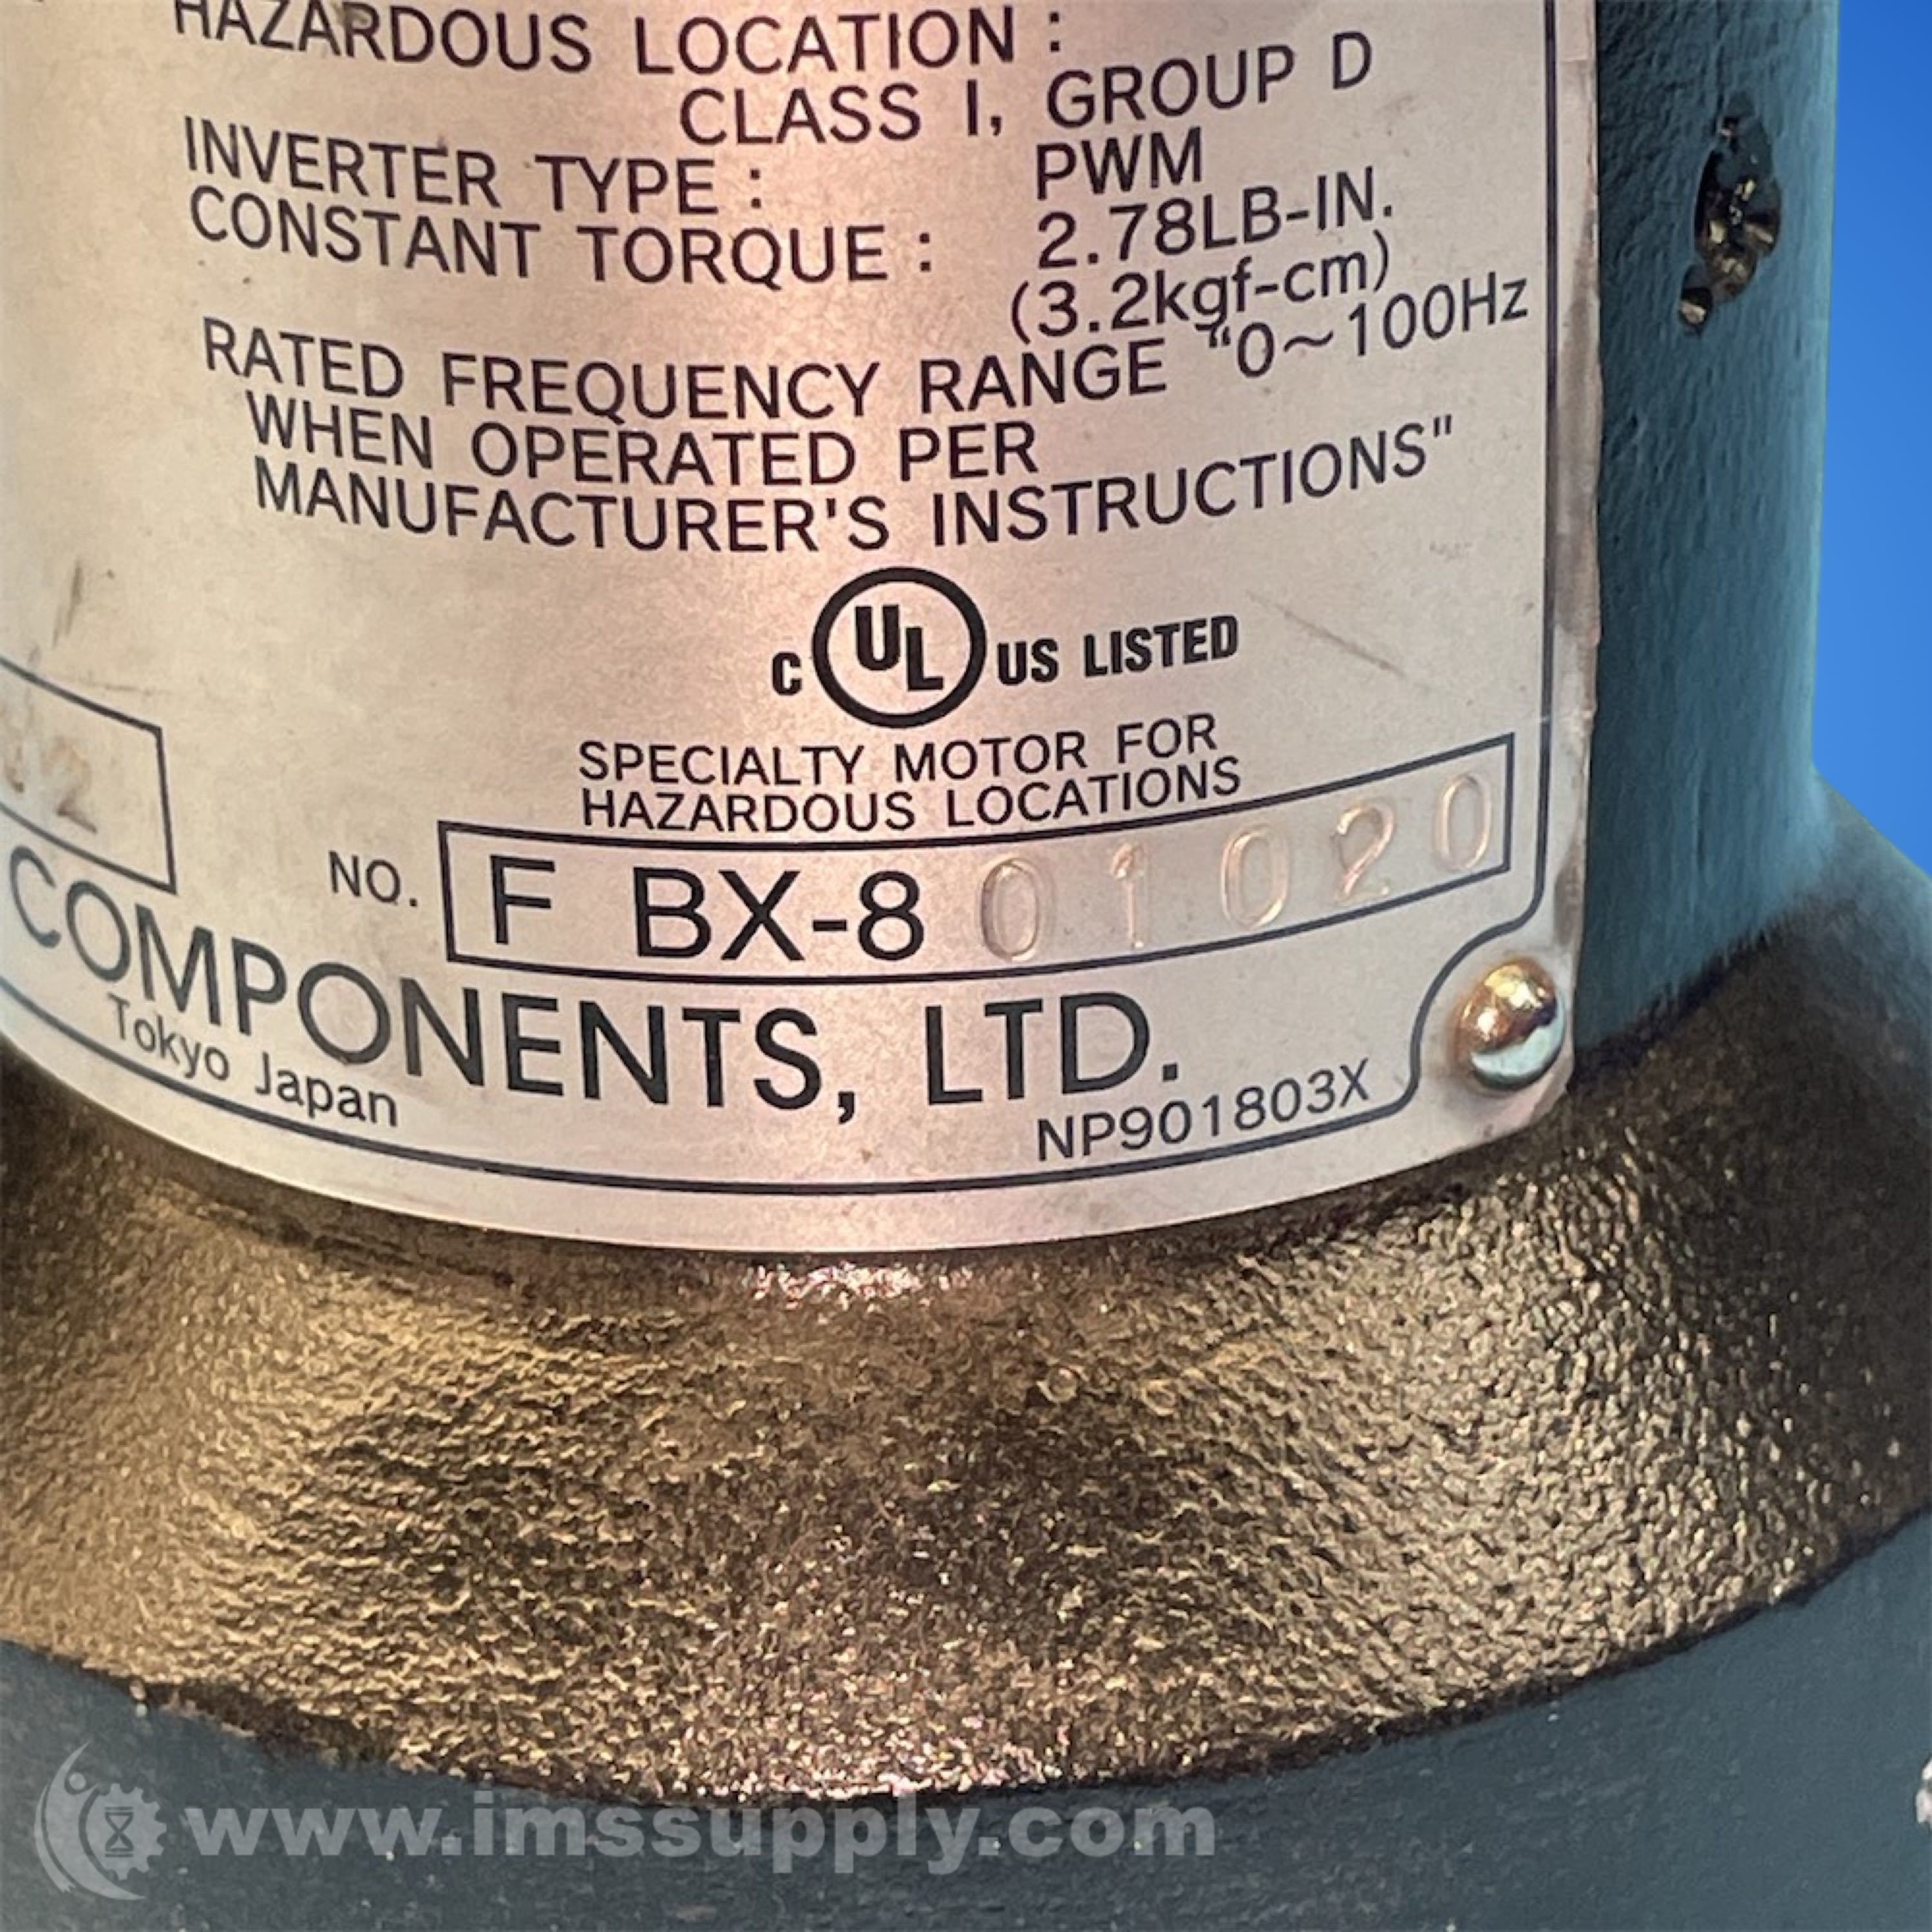 HAZARDOUS LOCATION :
CLASS I, GROUP D
INVERTER TYPE : PWM
CONSTANT TORQUE : 2.78LB-IN.
(3.2kgf-cm)
RATED FREQUENCY RANGE "0~100Hz
WHEN OPERATED PER
MANUFACTURER'S INSTRUCTIONS"
C UL US LISTED
SPECIALTY MOTOR FOR
HAZARDOUS LOCATIONS
2
NO. F BX-8 01020
COMPONENTS, LTD.
Tokyo Japan
NP901803X
www.imssupply.com